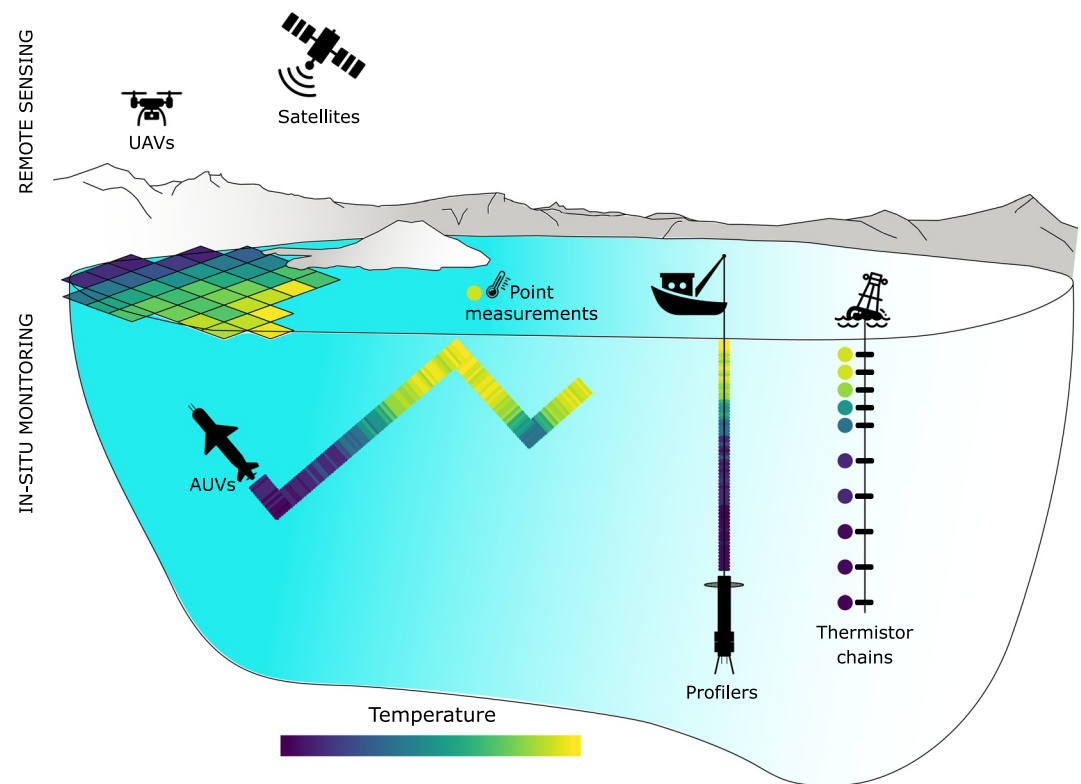 REMOTE SENSING
Satellites
UAVs
Point
measurements
IN-SITU MONITORING
AUVs
Thermistor
chains
Profilers
Temperature